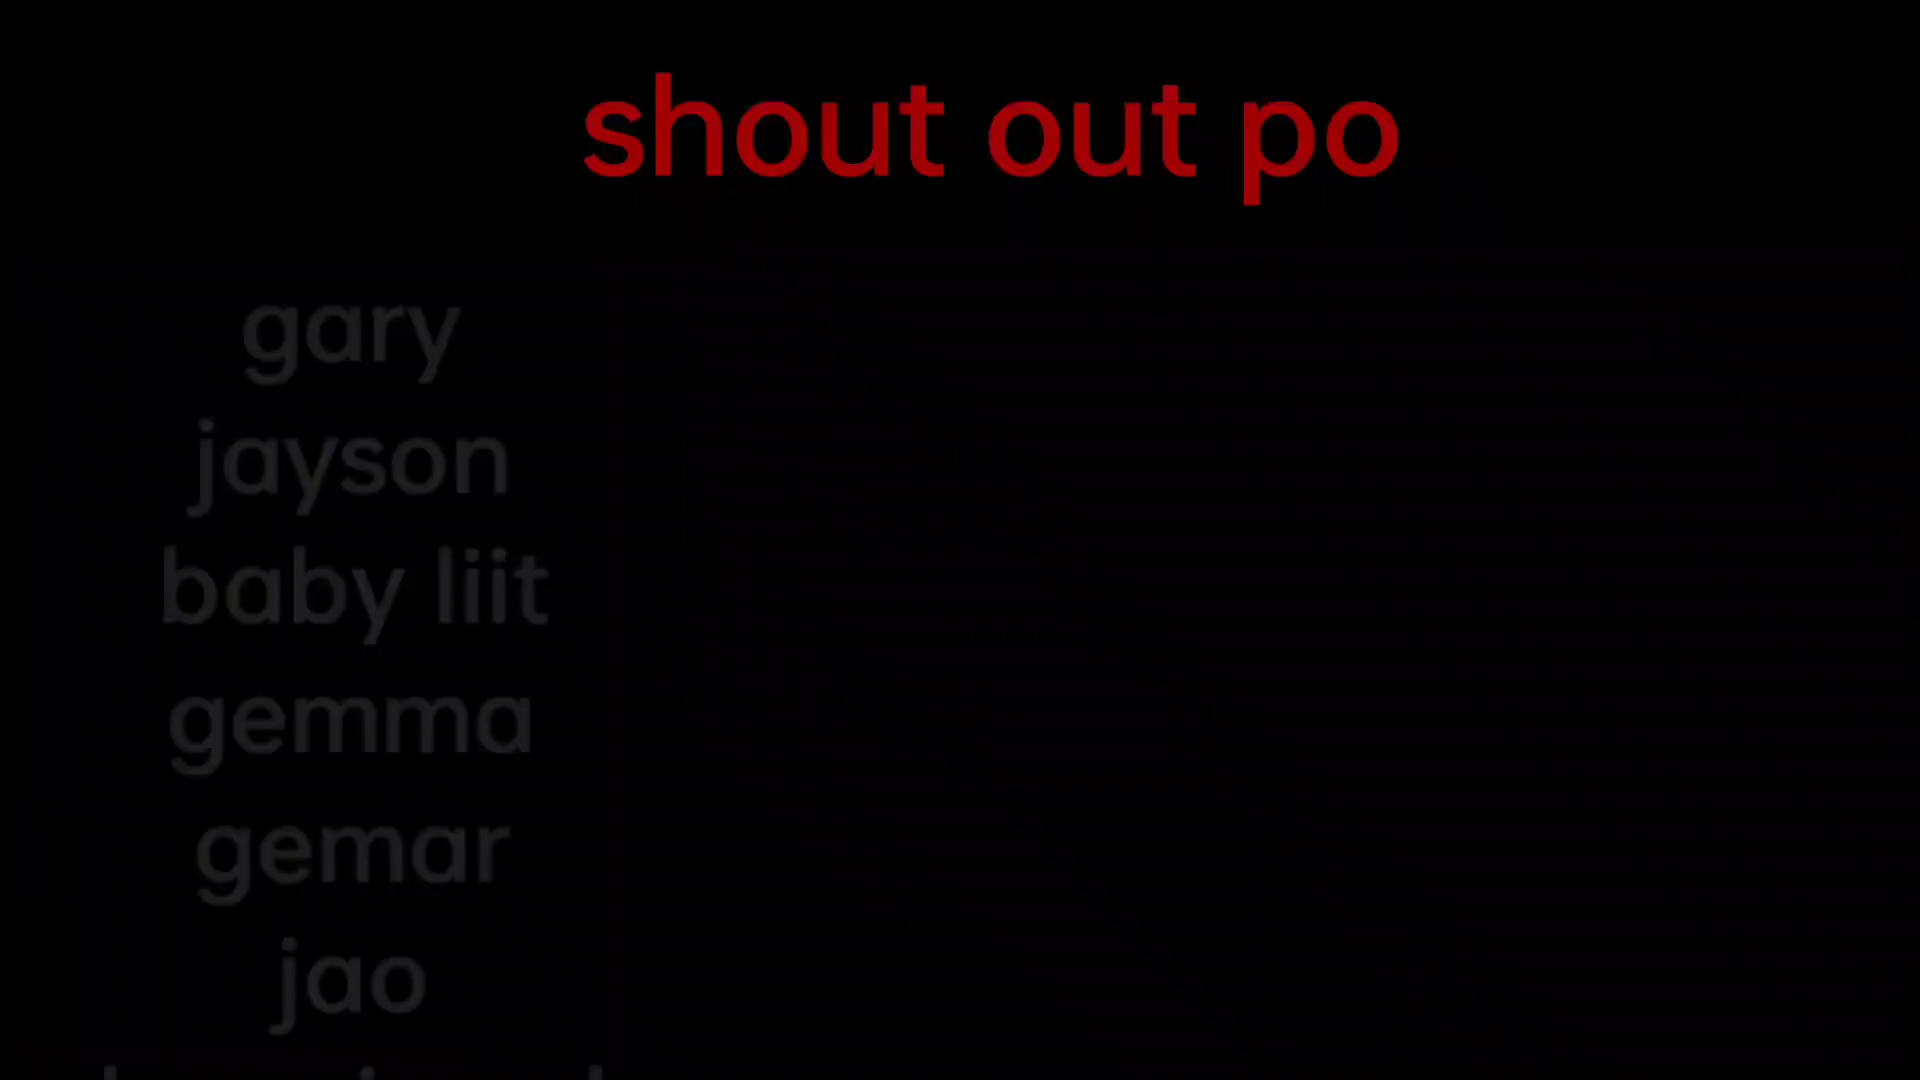 shout out po
gary
jayson
baby liit
gemma
gemar
jao